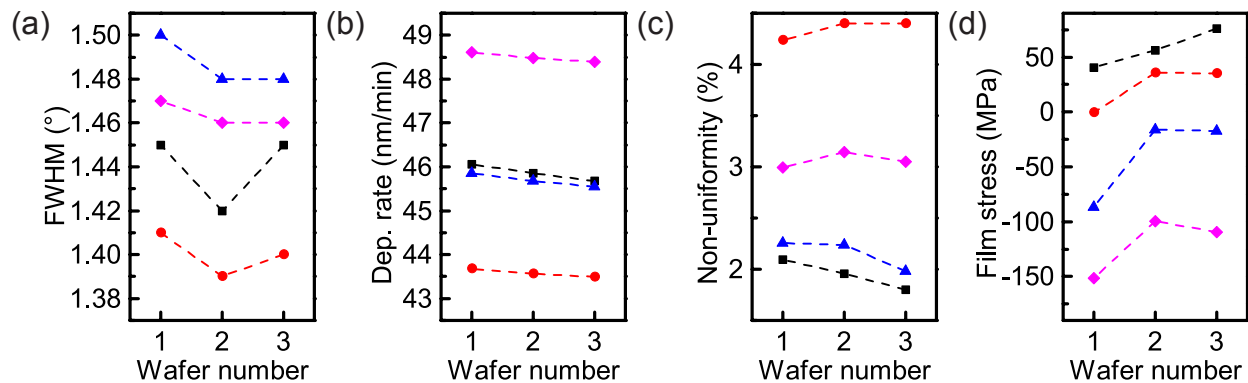 (a)
FWHM (°)
1.50
1.48
1.46
1.44
1.42
1.40
1.38
1 2 3
Wafer number
(b)
Dep. rate (nm/min)
49
48
47
46
45
44
43
1 2 3
Wafer number
(c)
Non-uniformity (%)
4
3
2
1 2 3
Wafer number
(d)
Film stress (MPa)
50
0
-50
-100
-150
1 2 3
Wafer number